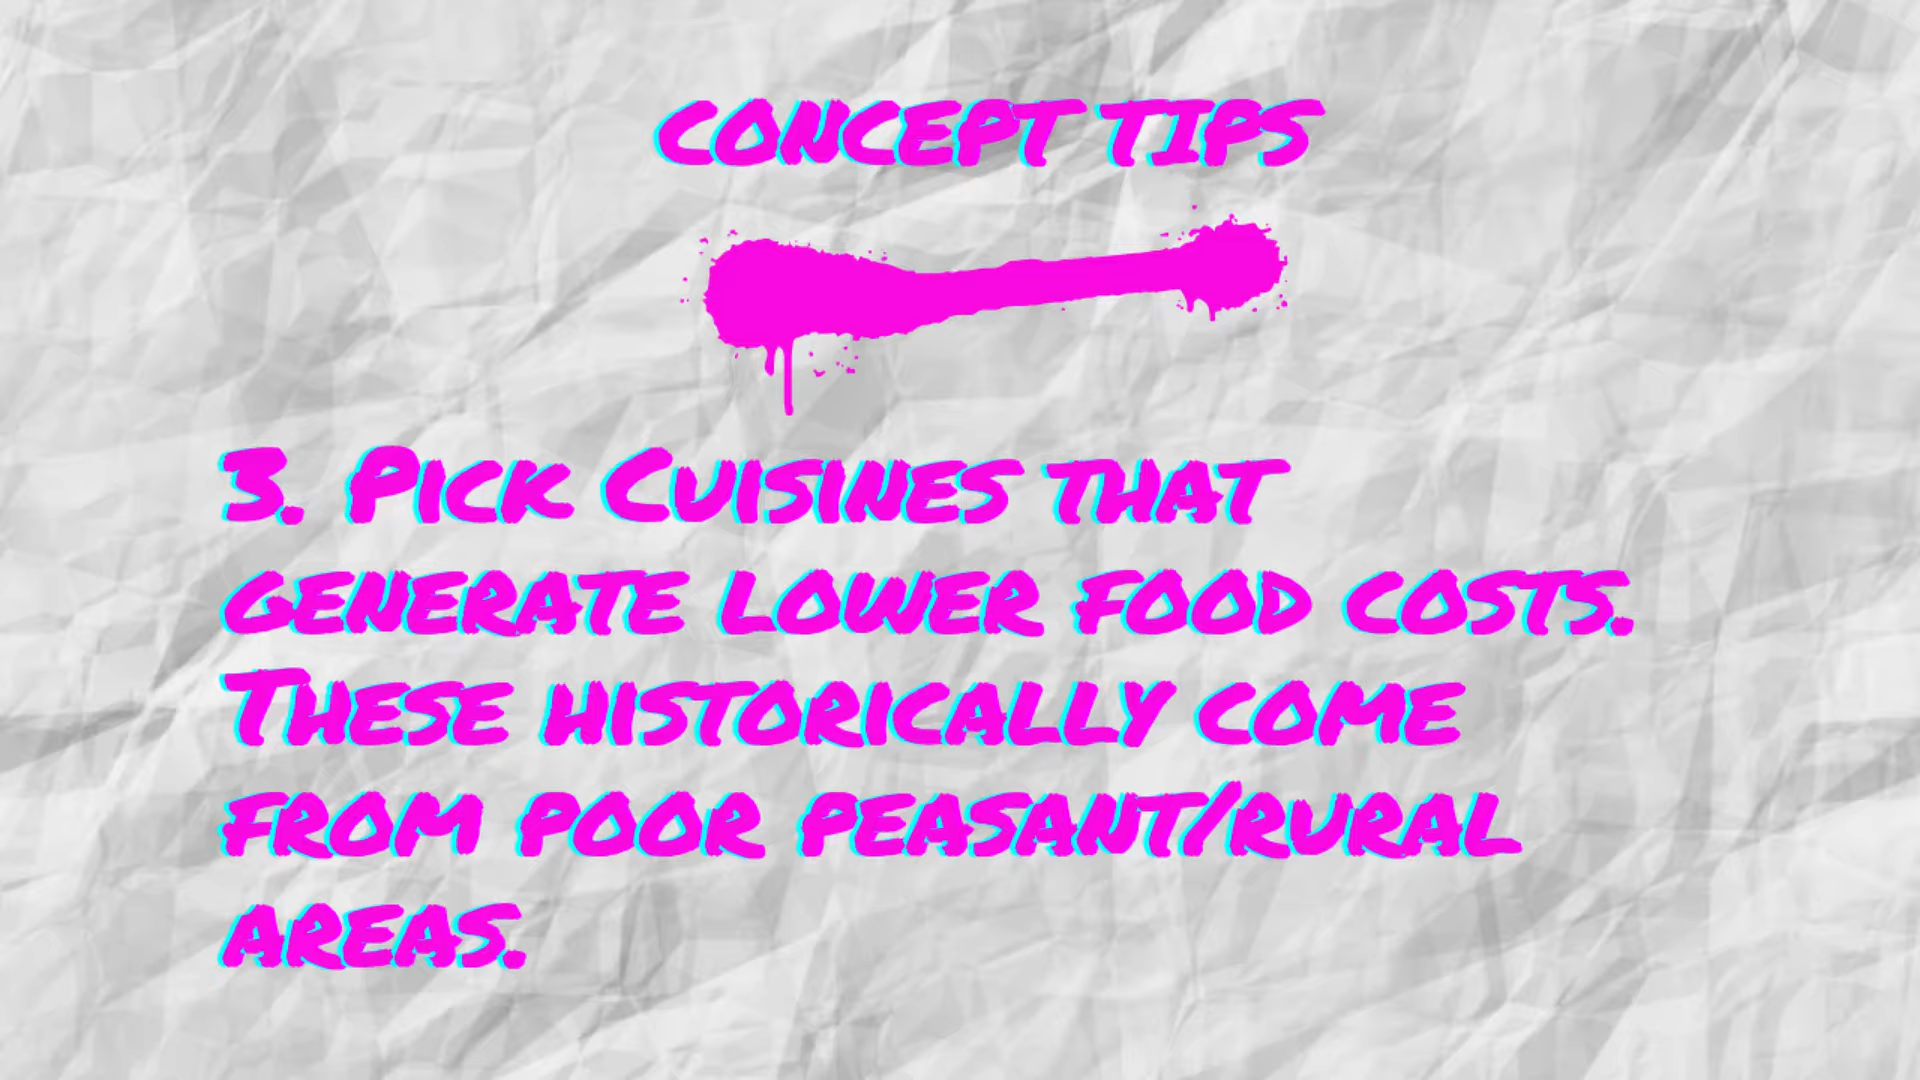 CONCEPT TIPS
3. PICK CUISINES THAT
GENERATE LOWER FOOD COSTS.
THESE HISTORICALLY COME
FROM POOR PEASANT/RURAL
AREAS.